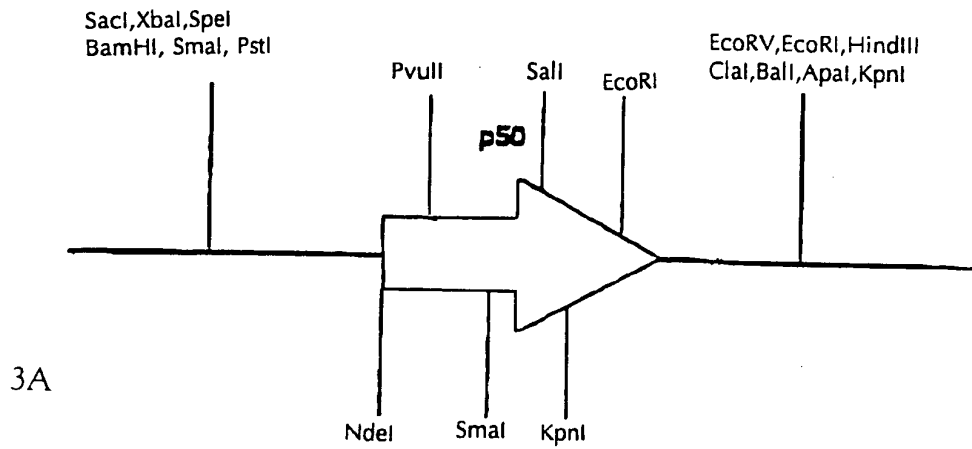 SacI,XbaI,SpeI
BamHI, SmaI, PstI
EcoRV,EcoRI,HindIII
ClaI,BalI,ApaI,KpnI
PvuII
SalI
EcoRI
p50
3A
NdeI
SmaI
KpnI